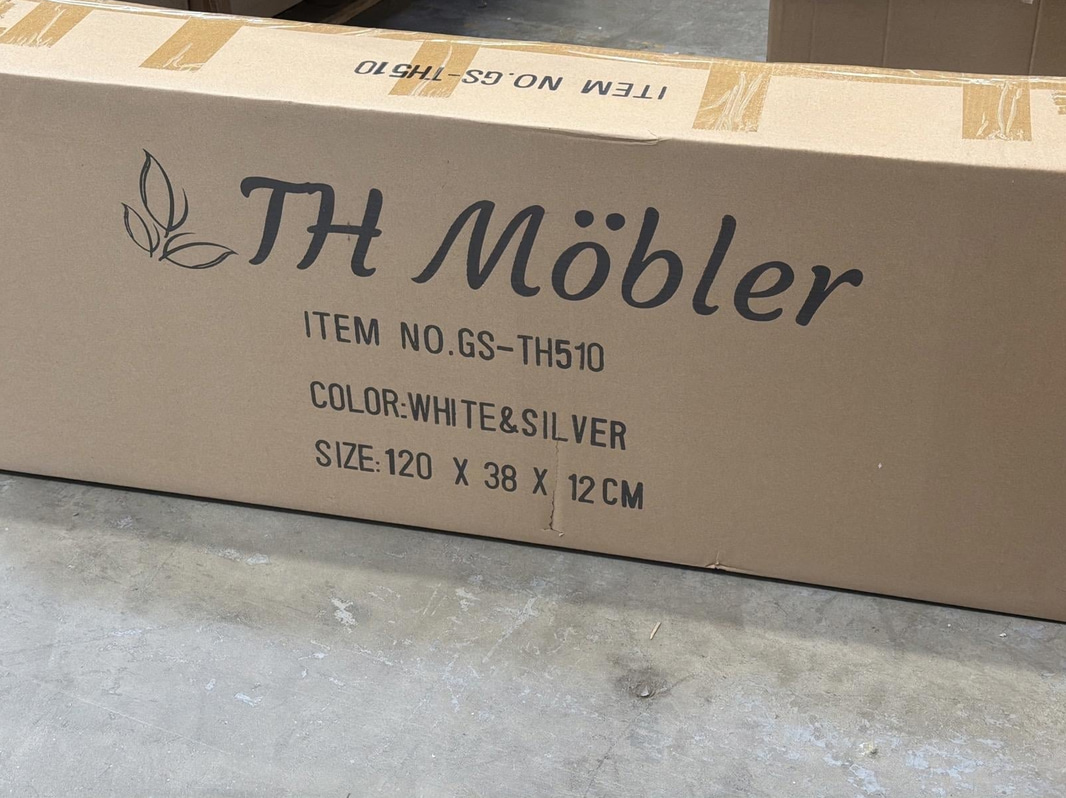 ITEM NO.GS-TH510
TH Möbler
ITEM NO.GS-TH510
COLOR:WHITE&SILVER
SIZE:120 X 38 X 12CM